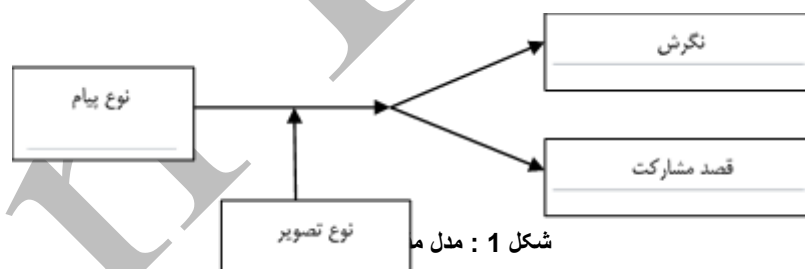 نگرش
نوع پیام
قصد مشارکت
نوع تصویر
شکل 1 : مدل